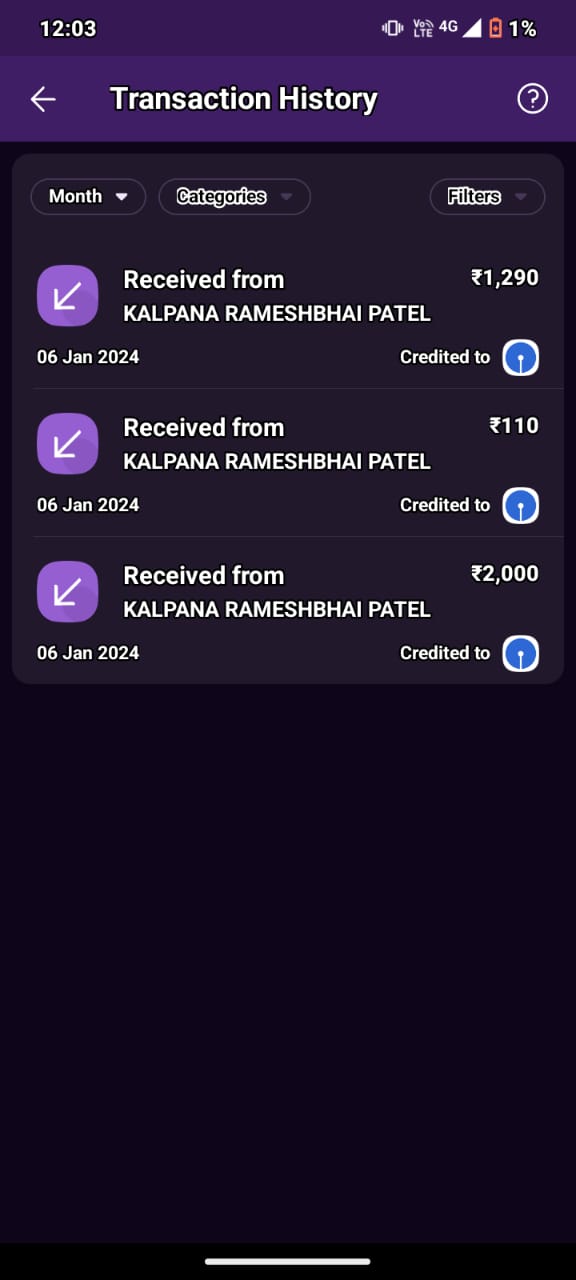 12:03
Vo
LTE
4G
1%
Transaction History
?
Month
Categories
Filters
Received from
₹1,290
KALPANA RAMESHBHAI PATEL
06 Jan 2024
Credited to
Received from
₹110
KALPANA RAMESHBHAI PATEL
06 Jan 2024
Credited to
Received from
₹2,000
KALPANA RAMESHBHAI PATEL
06 Jan 2024
Credited to